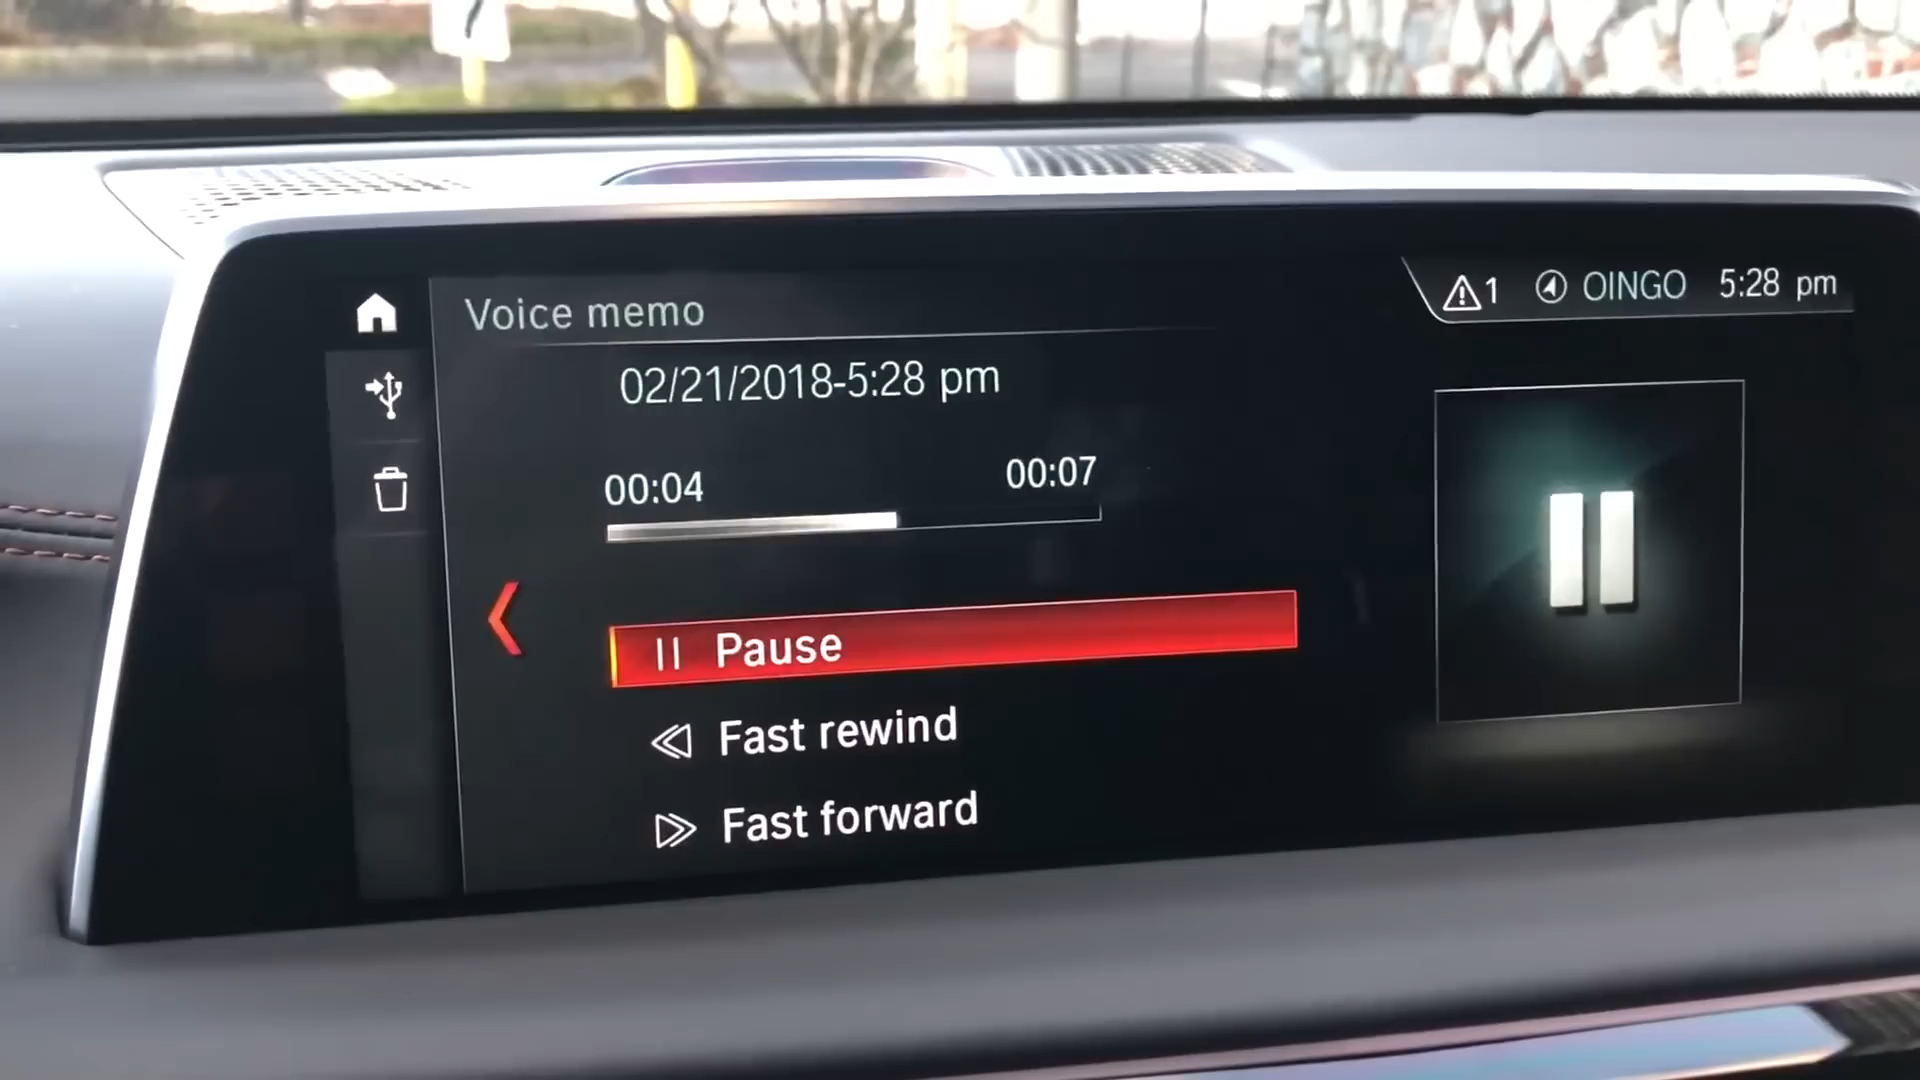 Voice memo
1 OINGO 5:28 pm
02/21/2018-5:28 pm
00:04 00:07
Pause
Fast rewind
Fast forward